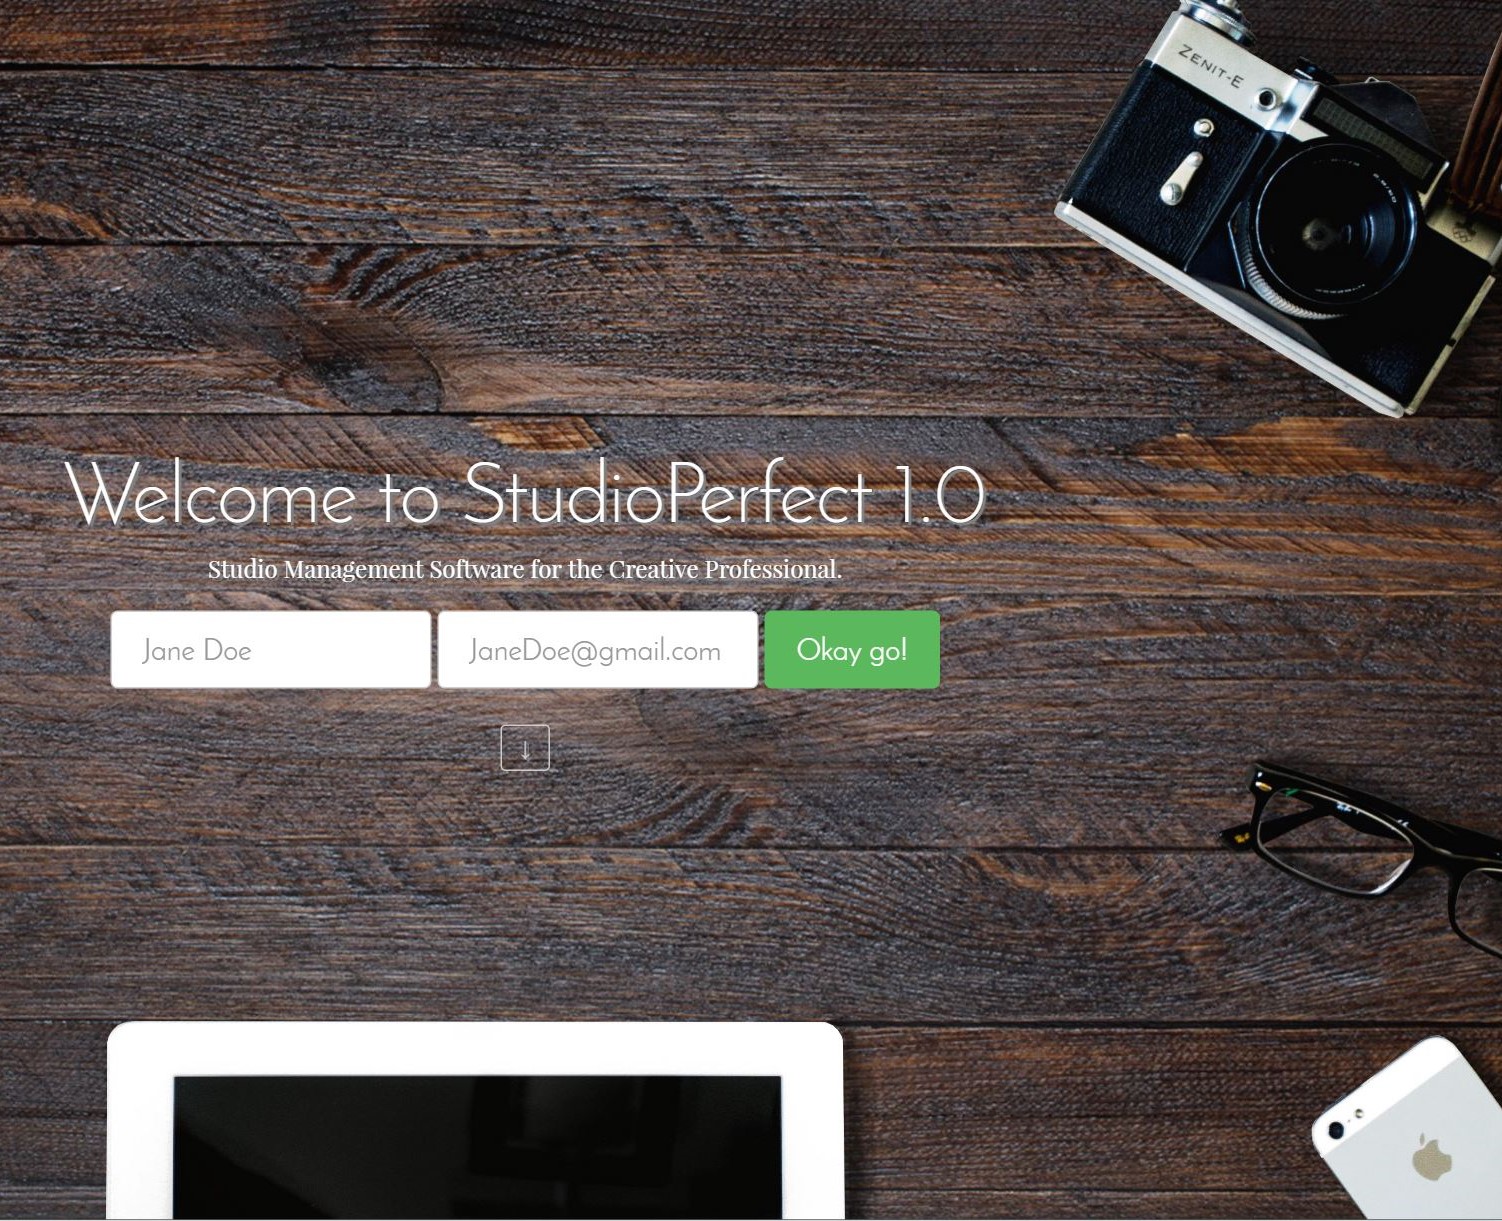 ZENIT-E
Welcome to StudioPerfect 1.0
Studio Management Software for the Creative Professional.
Jane Doe
JaneDoe@gmail.com
Okay go!
↓